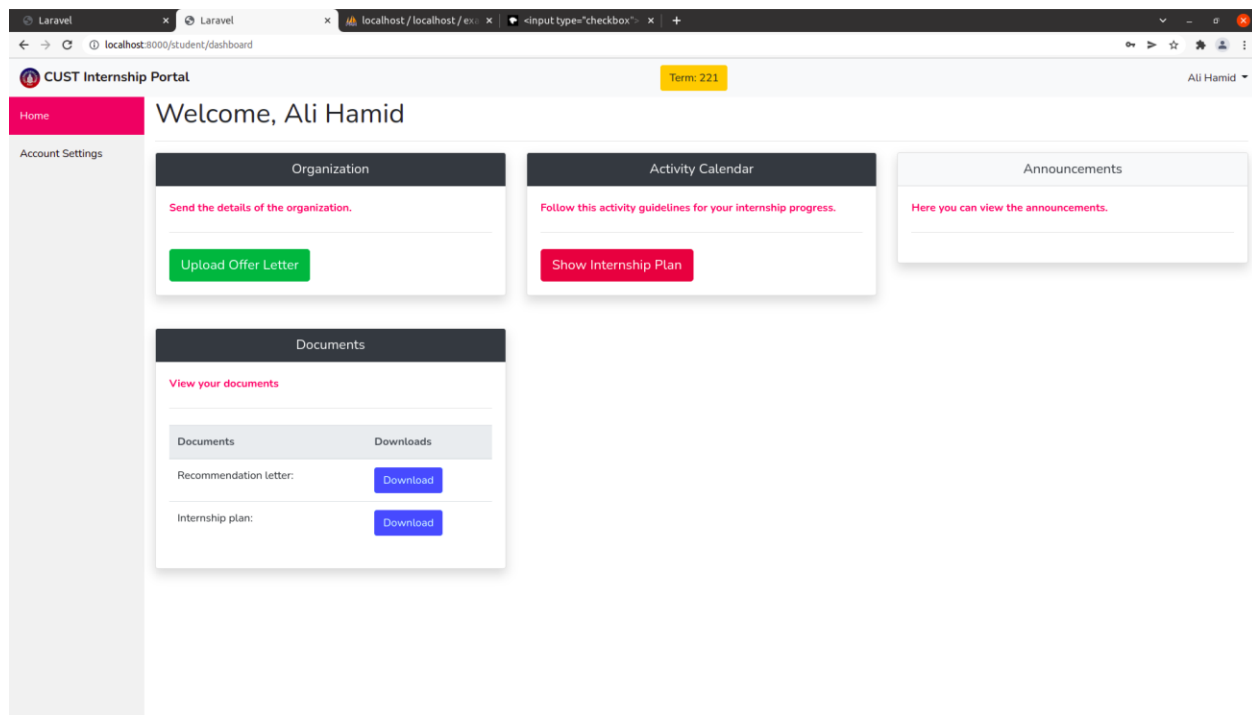 Laravel
Laravel
localhost / localhost / exa
<input type="checkbox">
localhost:8000/student/dashboard
CUST Internship Portal
Term: 221
Ali Hamid
Home
Account Settings
Welcome, Ali Hamid
Organization
Send the details of the organization.
Upload Offer Letter
Activity Calendar
Follow this activity guidelines for your internship progress.
Show Internship Plan
Announcements
Here you can view the announcements.
Documents
View your documents
Documents Downloads
Recommendation letter: Download
Internship plan: Download